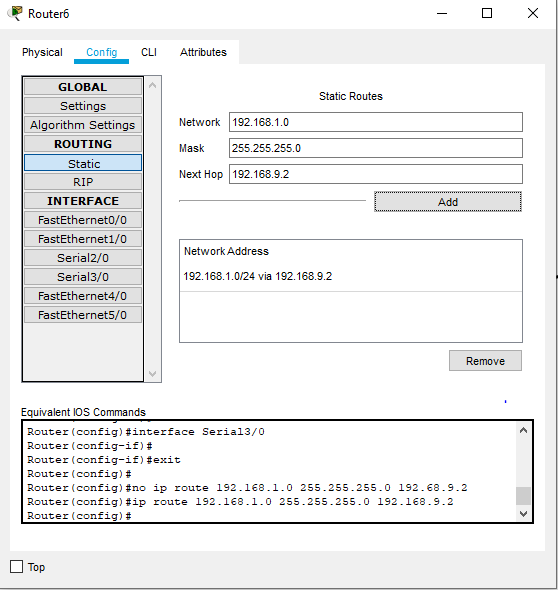 Router6
Physical Config CLI Attributes
GLOBAL
Settings
Algorithm Settings
ROUTING
Static
RIP
INTERFACE
FastEthernet0/0
FastEthernet1/0
Serial2/0
Serial3/0
FastEthernet4/0
FastEthernet5/0
Static Routes
Network 192.168.1.0
Mask 255.255.255.0
Next Hop 192.168.9.2
Add
Network Address
192.168.1.0/24 via 192.168.9.2
Remove
Equivalent IOS Commands
Router(config)#interface Serial3/0
Router(config-if)#
Router(config-if)#exit
Router(config)#
Router(config)#no ip route 192.168.1.0 255.255.255.0 192.68.9.2
Router(config)#ip route 192.168.1.0 255.255.255.0 192.168.9.2
Router(config)#
Top